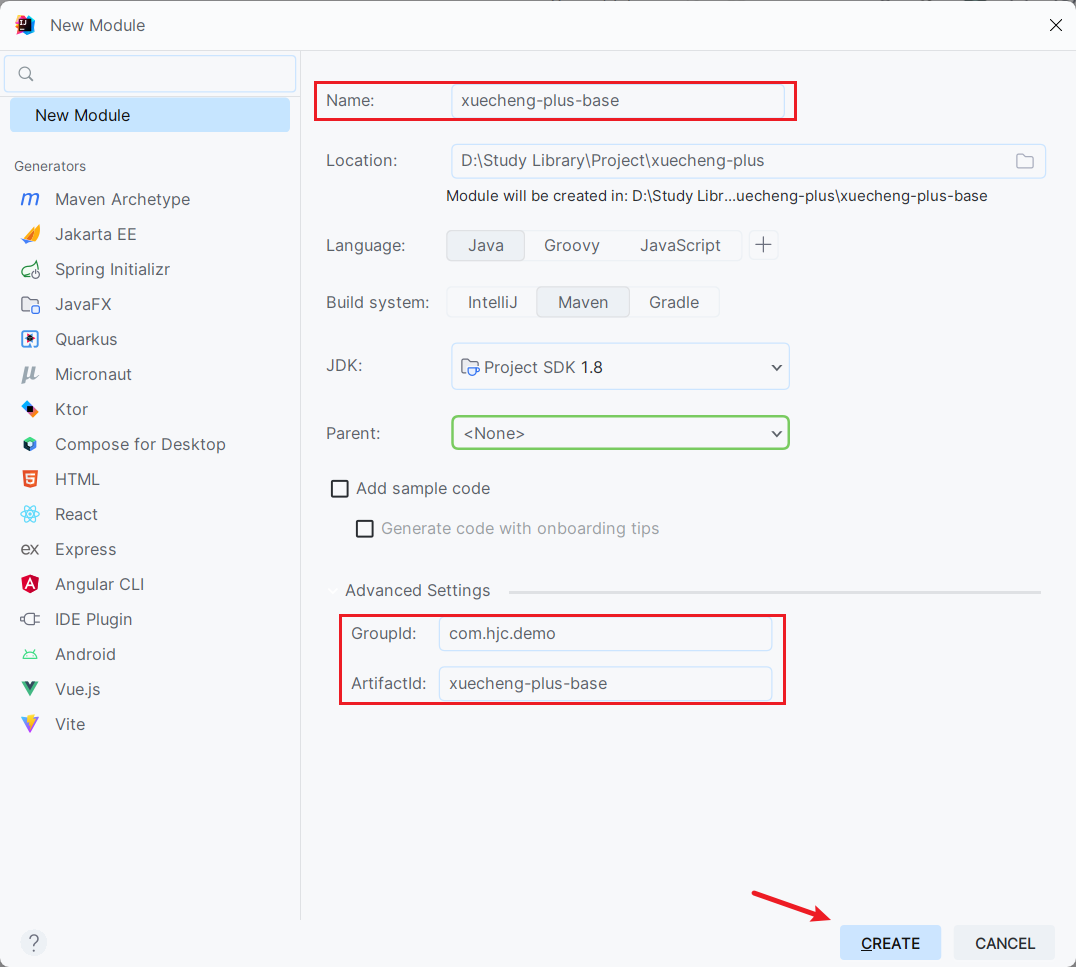 New Module
New Module
Generators
Maven Archetype
Jakarta EE
Spring Initializr
JavaFX
Quarkus
Micronaut
Ktor
Compose for Desktop
HTML
React
ex Express
Angular CLI
IDE Plugin
Android
Vue.js
Vite
?
Name: xuecheng-plus-base
Location: D:\Study Library\Project\xuecheng-plus
Module will be created in: D:\Study Libr...uecheng-plus\xuecheng-plus-base
Language: Java Groovy JavaScript +
Build system: IntelliJ Maven Gradle
JDK: Project SDK 1.8
Parent: <None>
Add sample code
Generate code with onboarding tips
Advanced Settings
GroupId: com.hjc.demo
ArtifactId: xuecheng-plus-base
CREATE CANCEL